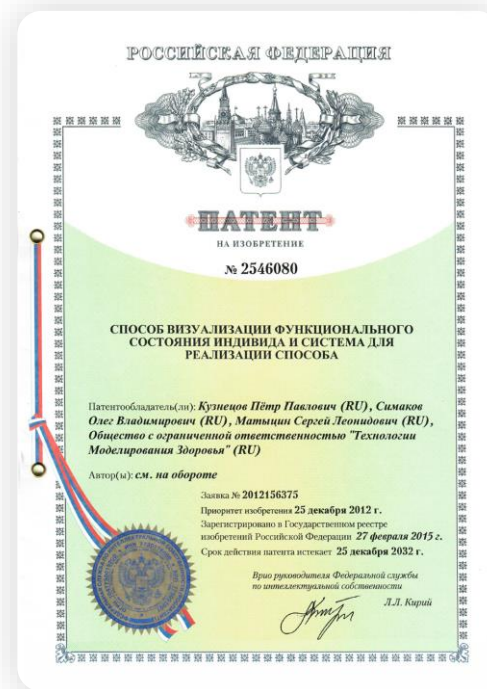 РОССИЙСКАЯ ФЕДЕРАЦИЯ
ПАТЕНТ
НА ИЗОБРЕТЕНИЕ
№ 2546080
СПОСОБ ВИЗУАЛИЗАЦИИ ФУНКЦИОНАЛЬНОГО
СОСТОЯНИЯ ИНДИВИДА И СИСТЕМА ДЛЯ
РЕАЛИЗАЦИИ СПОСОБА
Патентообладатель(ли): Кузнецов Пётр Павлович (RU), Симаков
Олег Владимирович (RU), Матыцин Сергей Леонидович (RU),
Общество с ограниченной ответственностью "Технологии
Моделирования Здоровья" (RU)
Автор(ы): см. на обороте
Заявка № 2012156375
Приоритет изобретения 25 декабря 2012 г.
Зарегистрировано в Государственном реестре
изобретений Российской Федерации 27 февраля 2015 г.
Срок действия патента истекает 25 декабря 2032 г.
Врио руководителя Федеральной службы
по интеллектуальной собственности
Л.Л. Кирий